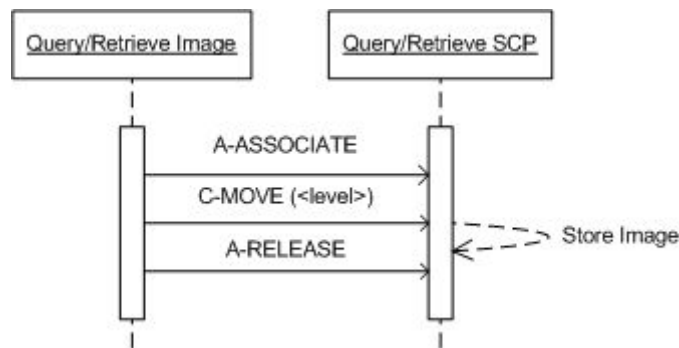 Query/Retrieve Image
Query/Retrieve SCP
A-ASSOCIATE
C-MOVE (<level>)
Store Image
A-RELEASE